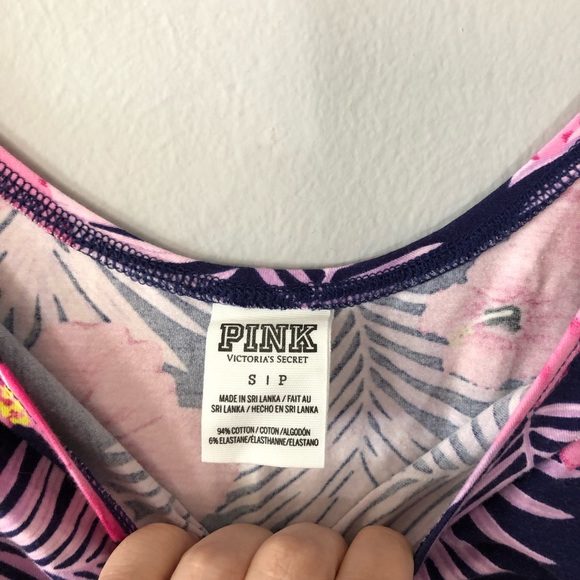 PINK
VICTORIA'S SECRET
S | P
MADE IN SRI LANKA / FAIT AU
SRI LANKA / HECHO EN SRI LANKA
94% COTTON / COTON / ALGODÓN
6% ELASTANE/ÉLASTHANNE/ELASTANO